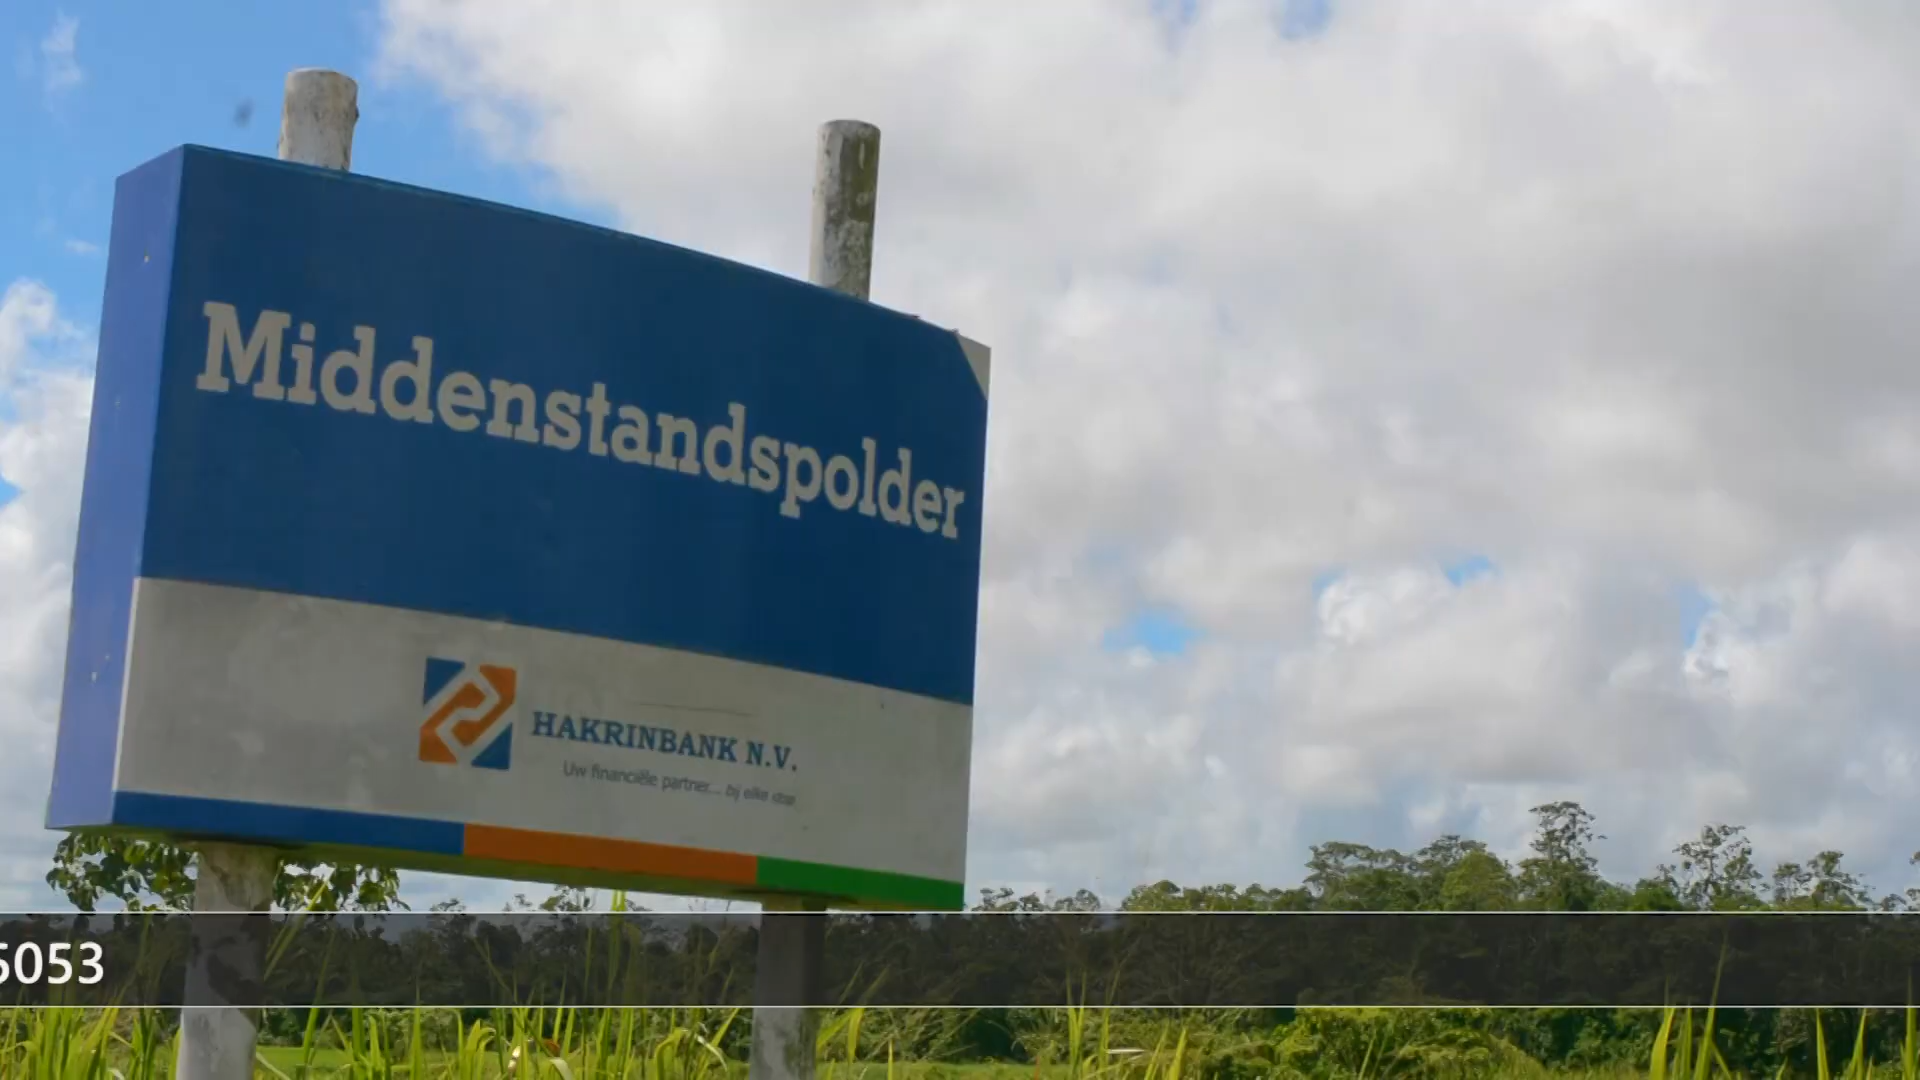 Middenstandspolder
HAKRINBANK N.V.
Uw financiële partner... bij elke stap
5053